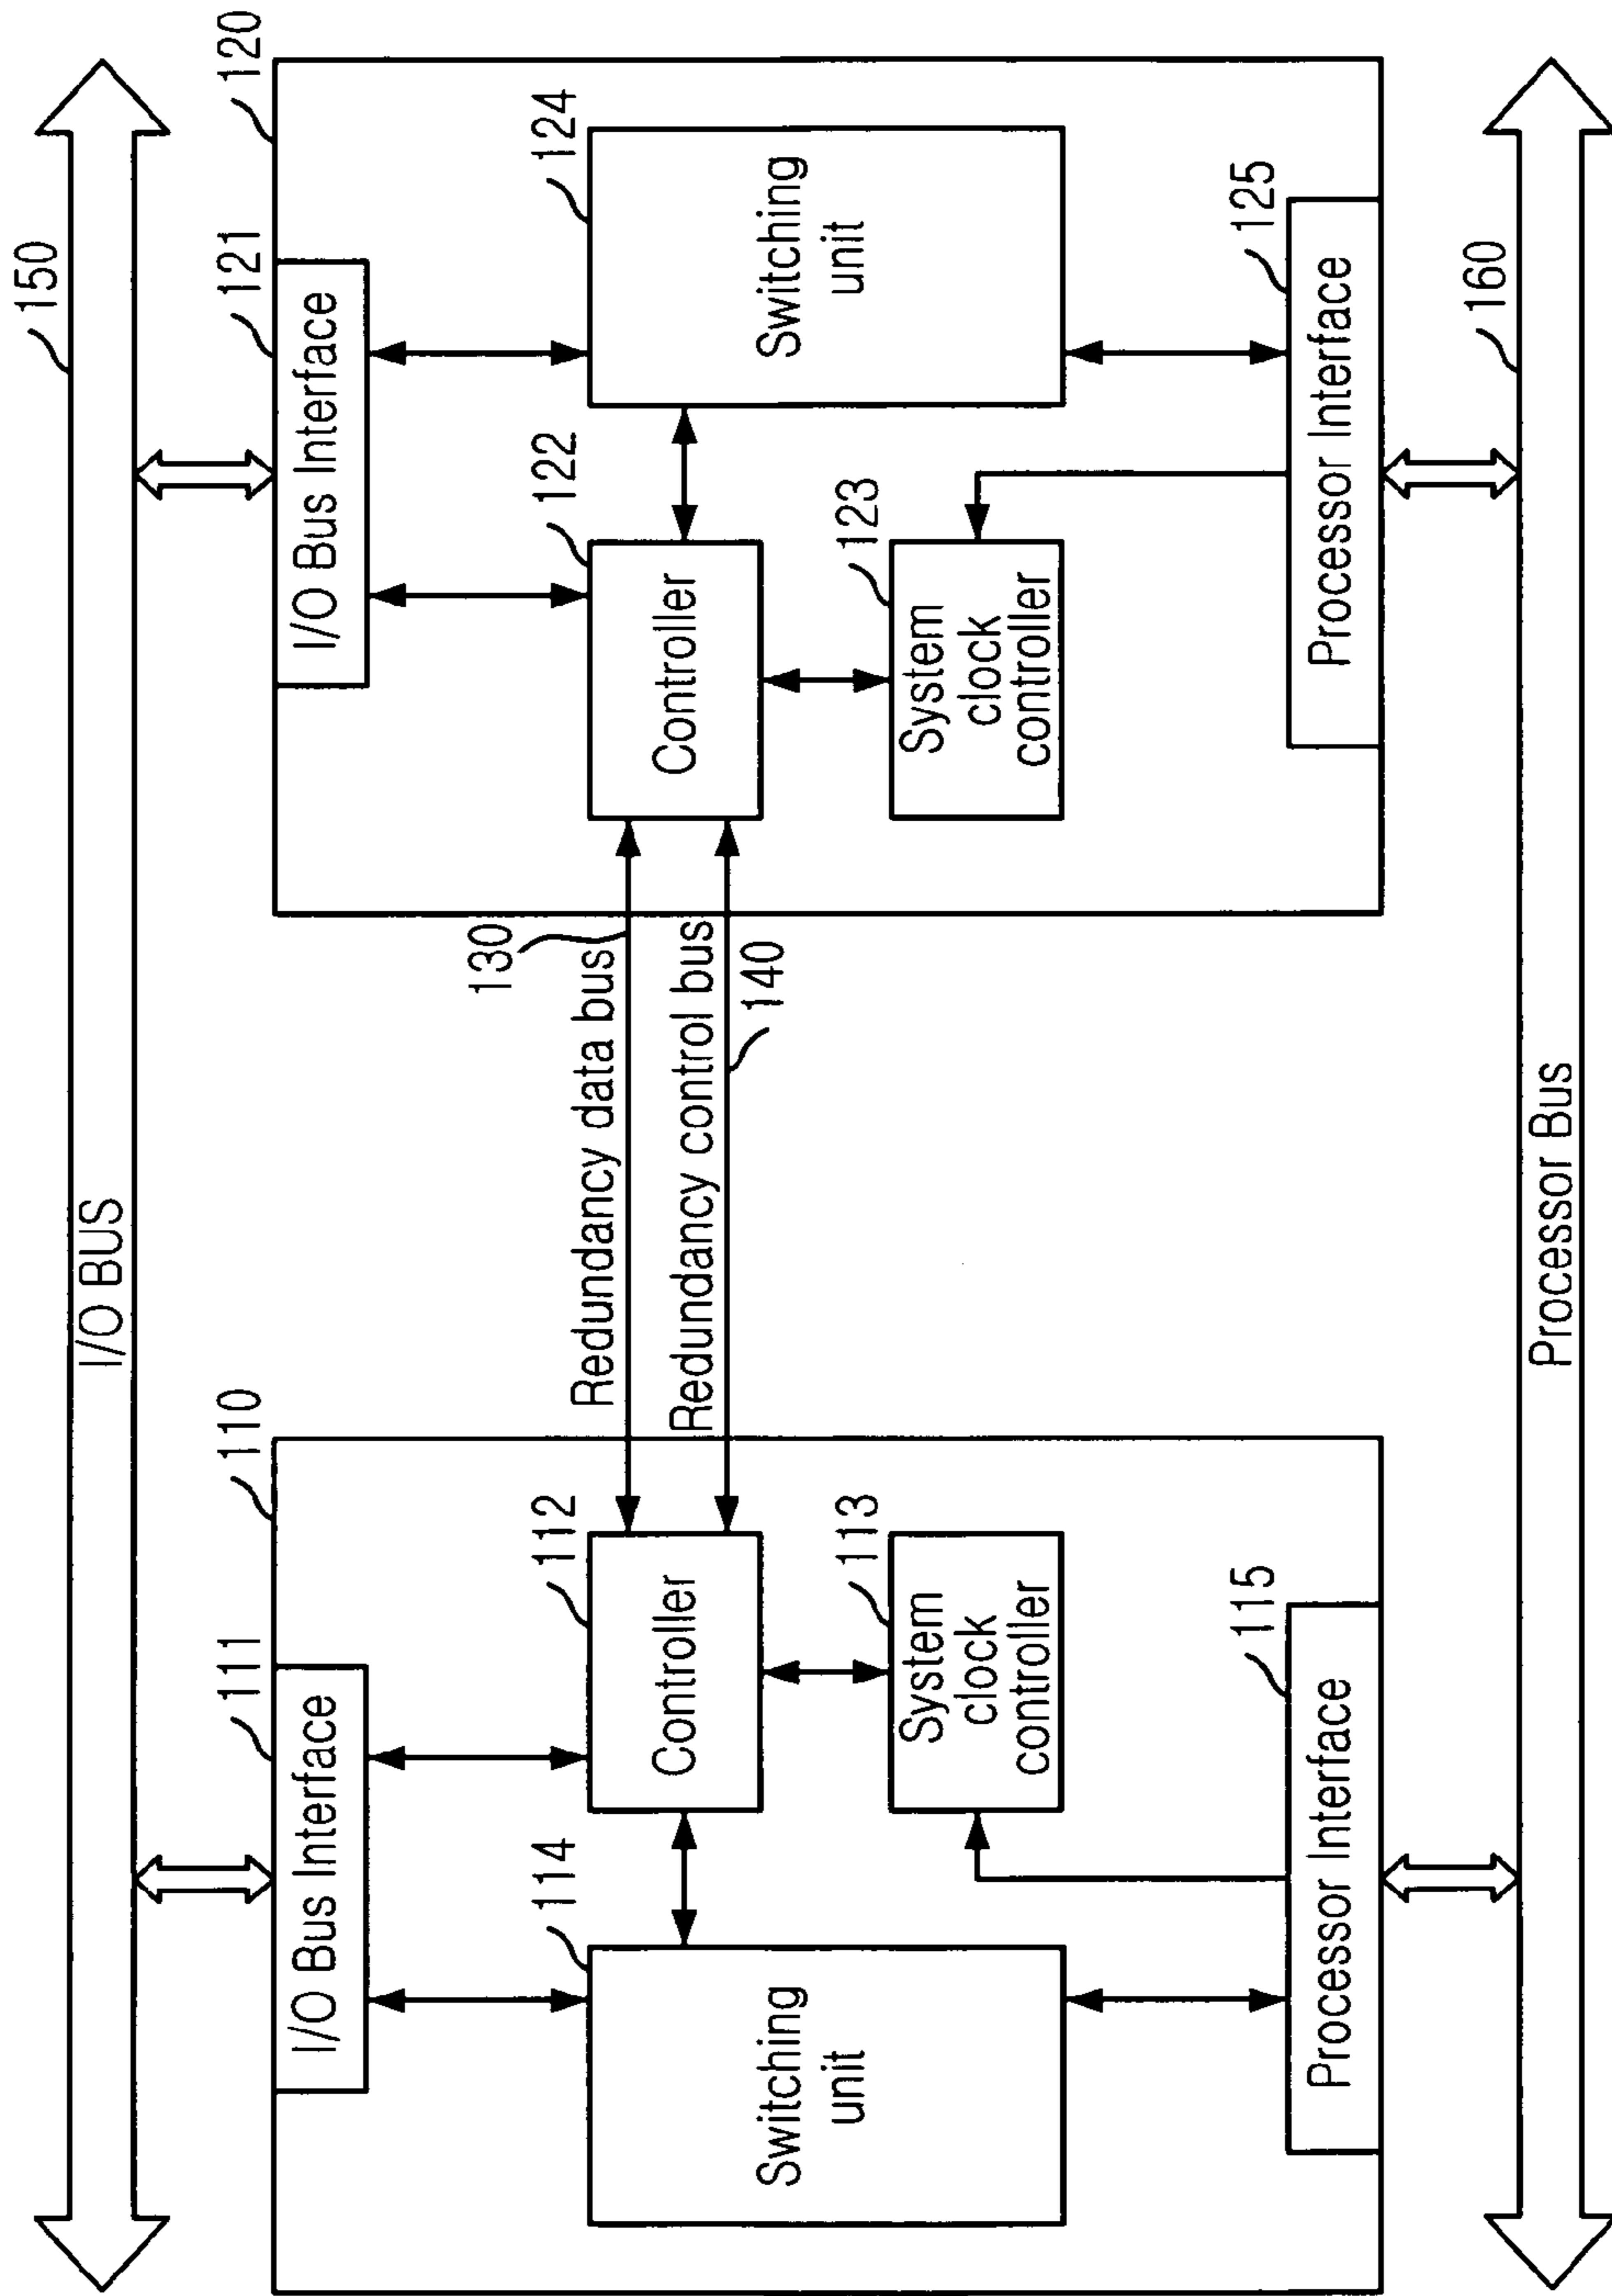 150
I/O BUS
110
120
111
I/O Bus Interface
121
I/O Bus Interface
114
Switching
unit
112
Controller
Redundancy data bus
130
Redundancy control bus
140
122
Controller
124
Switching
unit
113
System
clock
controller
123
System
clock
controller
115
Processor Interface
125
Processor Interface
160
Processor Bus